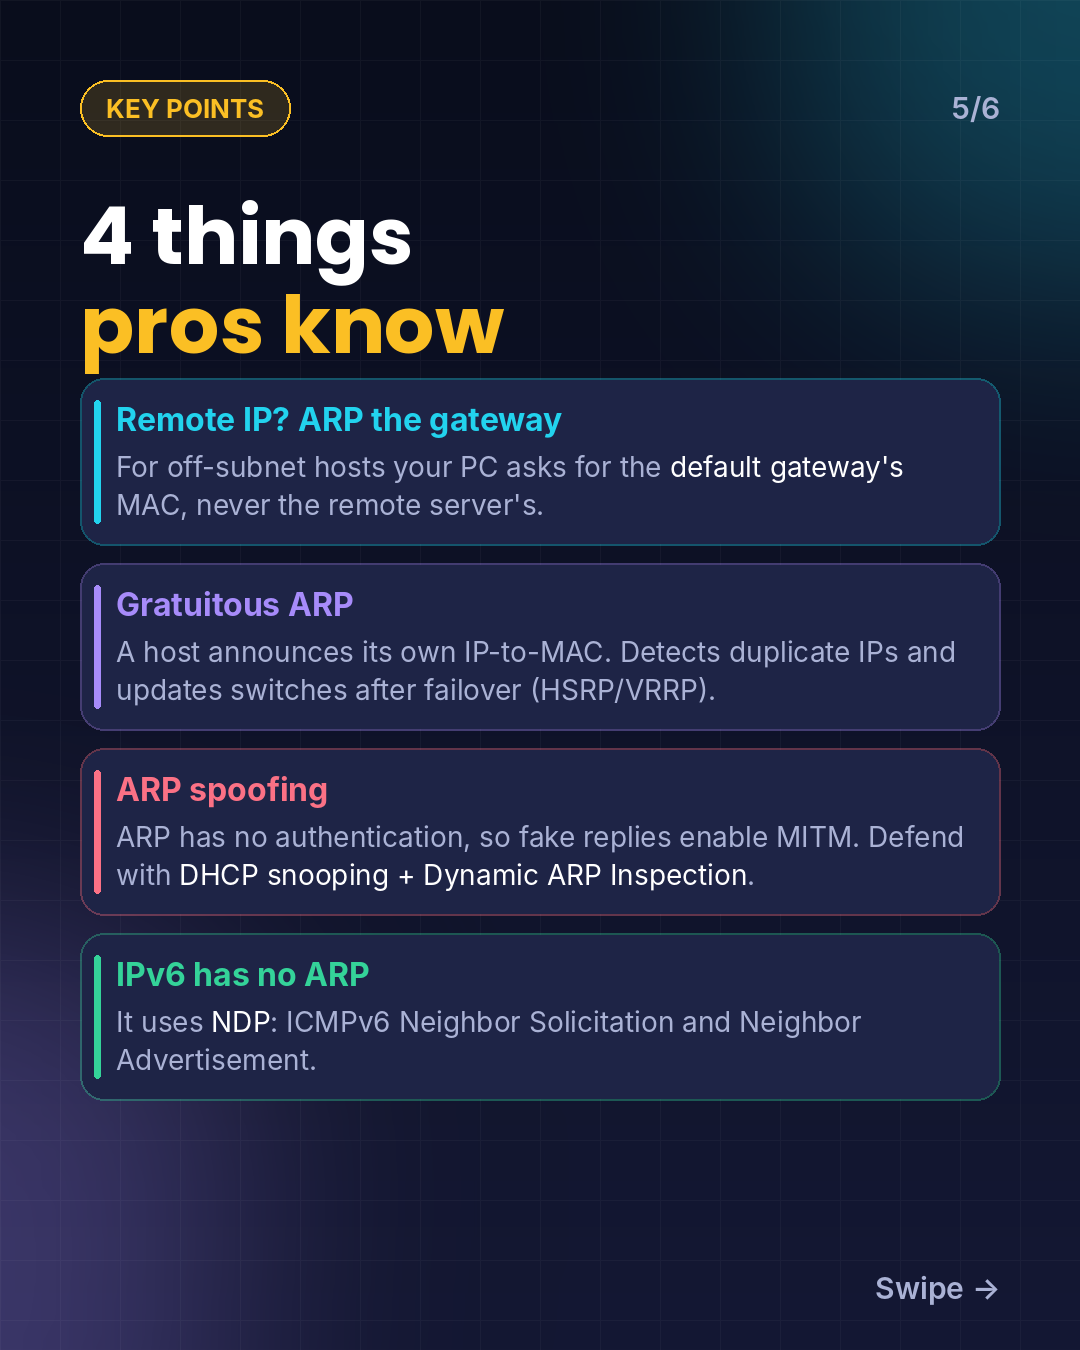 KEY POINTS
5/6
4 things
pros know
Remote IP? ARP the gateway
For off-subnet hosts your PC asks for the default gateway's
MAC, never the remote server's.
Gratuitous ARP
A host announces its own IP-to-MAC. Detects duplicate IPs and
updates switches after failover (HSRP/VRRP).
ARP spoofing
ARP has no authentication, so fake replies enable MITM. Defend
with DHCP snooping + Dynamic ARP Inspection.
IPv6 has no ARP
It uses NDP: ICMPv6 Neighbor Solicitation and Neighbor
Advertisement.
Swipe →